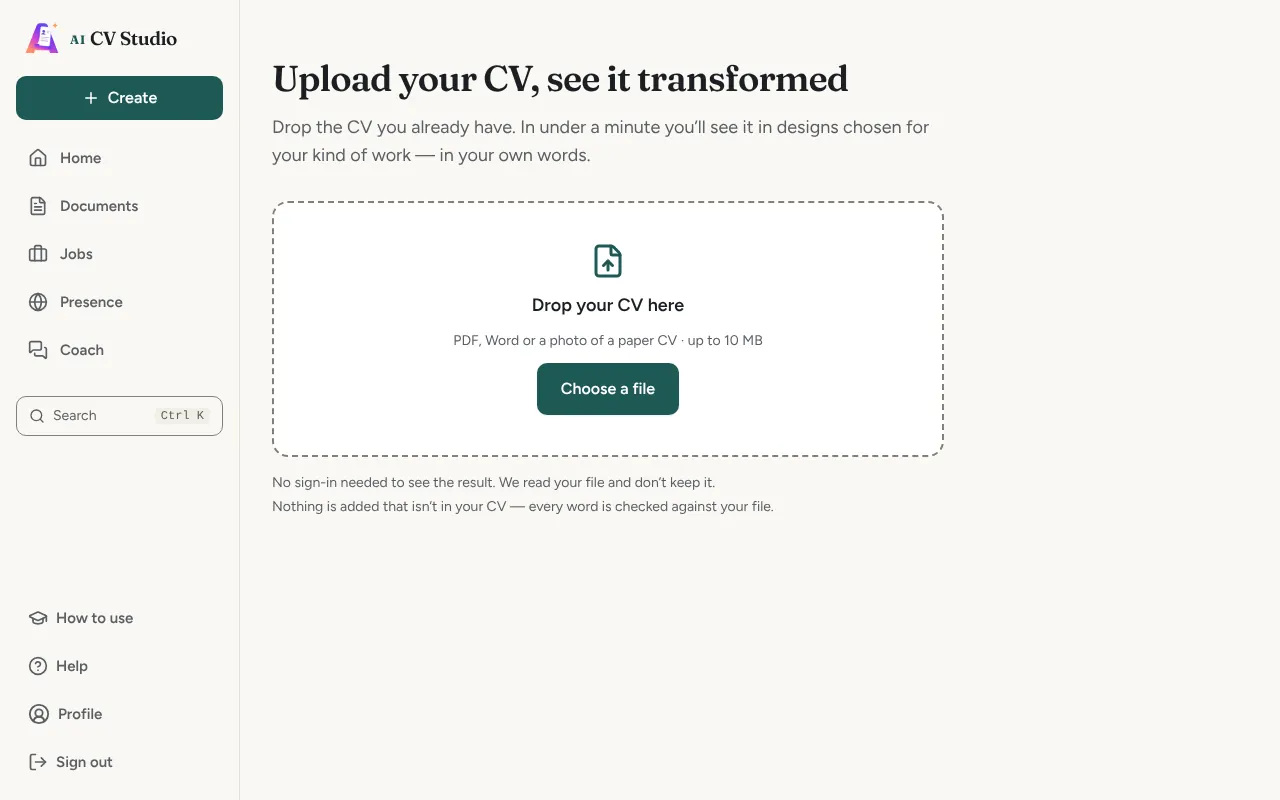 AI CV Studio
Create
Home
Documents
Jobs
Presence
Coach
Search Ctrl K
How to use
Help
Profile
Sign out
Upload your CV, see it transformed
Drop the CV you already have. In under a minute you’ll see it in designs chosen for
your kind of work — in your own words.
Drop your CV here
PDF, Word or a photo of a paper CV · up to 10 MB
Choose a file
No sign-in needed to see the result. We read your file and don’t keep it.
Nothing is added that isn’t in your CV — every word is checked against your file.